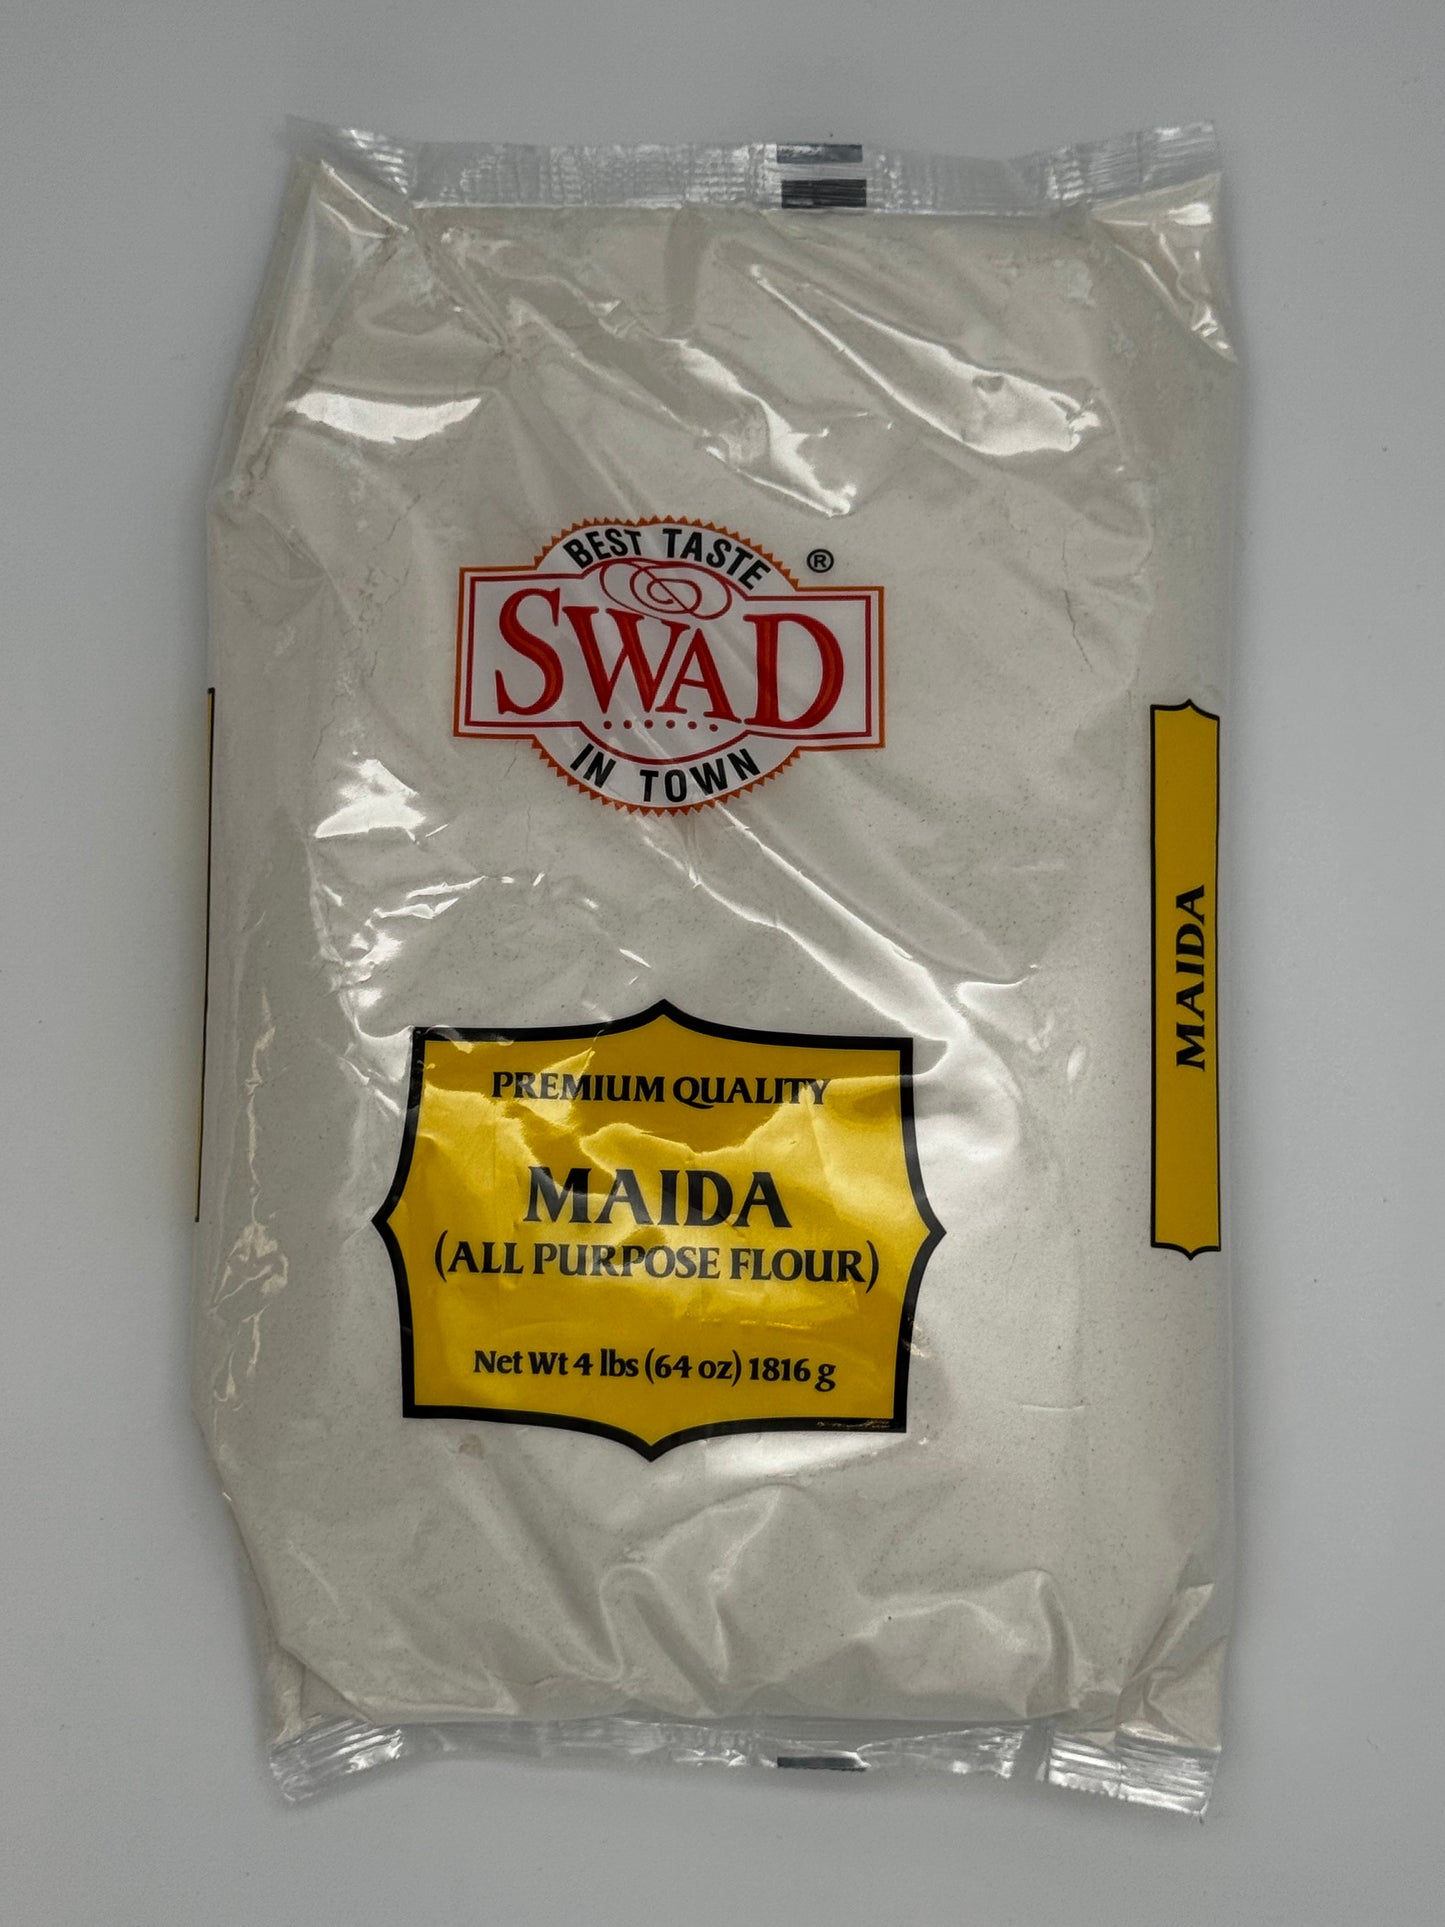 BEST TASTE
®
SWAD
IN TOWN
PREMIUM QUALITY
MAIDA
(ALL PURPOSE FLOUR)
Net Wt 4 lbs (64 oz) 1816 g
MAIDA